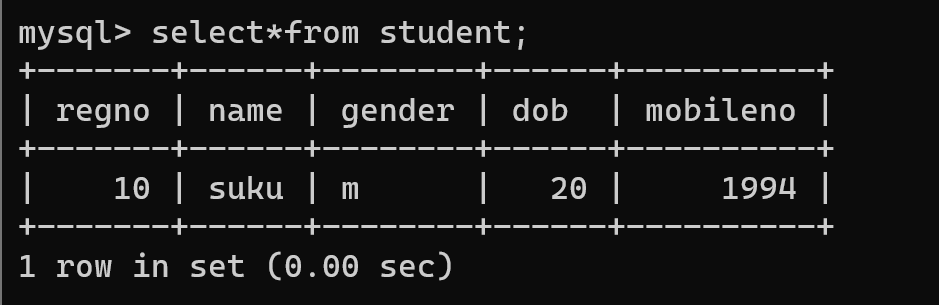 mysql> select*from student;
+-------+------+--------+------+----------+
| regno | name | gender | dob  | mobileno |
+-------+------+--------+------+----------+
|    10 | suku | m      |   20 |     1994 |
+-------+------+--------+------+----------+
1 row in set (0.00 sec)